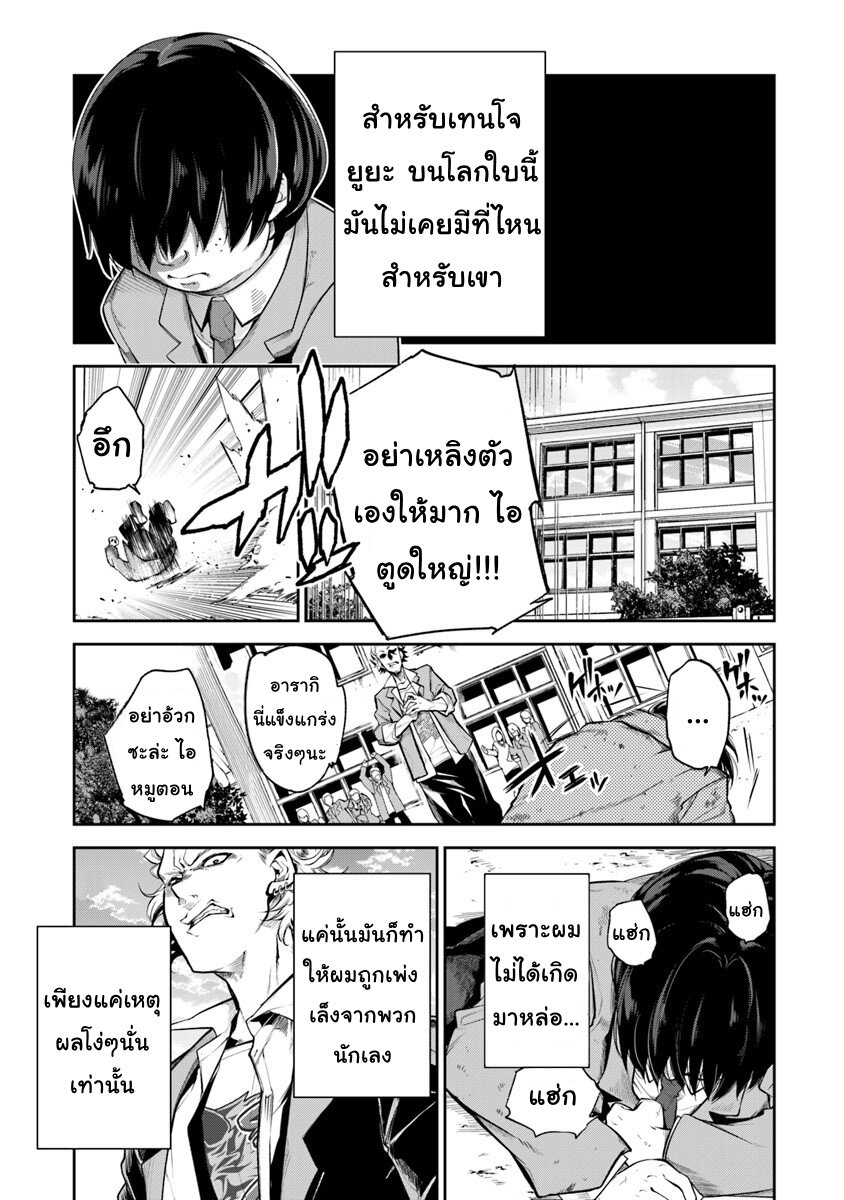 สำหรับเทนโจ
ยูยะ บนโลกใบนี้
มันไม่เคยมีที่ไหน
สำหรับเขา
อย่าเหลิงตัว
เองให้มาก ไอ
ตูดใหญ่!!!
อึก
...
อารากิ
นี่แข็งแกร่ง
จริงๆนะ
อย่าอ้วก
ซะล่ะ ไอ
หมูตอน
ゲホッ
ゲホッ
オエッ
แฮ่ก
แฮ่ก
เพราะผม
ไม่ได้เกิด
มาหล่อ...
แฮ่ก
แค่นั้นมันก็ทำ
ให้ผมถูกเพ่ง
เล็งจากพวก
นักเลง
เพียงแค่เหตุ
ผลโง่ๆนั่น
เท่านั้น